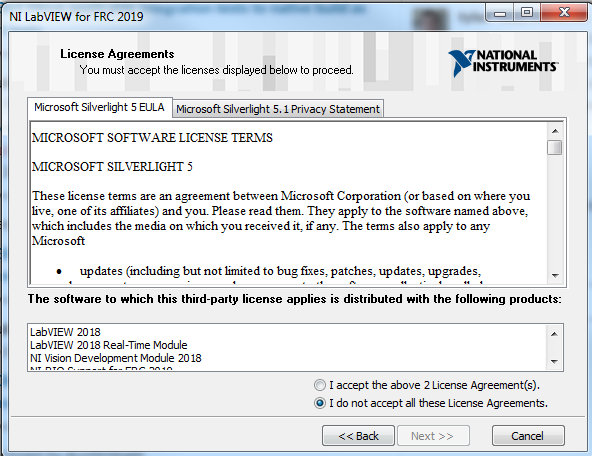 NI LabVIEW for FRC 2019
License Agreements
You must accept the licenses displayed below to proceed.
NATIONAL
INSTRUMENTS™
Microsoft Silverlight 5 EULA
Microsoft Silverlight 5.1 Privacy Statement
MICROSOFT SOFTWARE LICENSE TERMS
MICROSOFT SILVERLIGHT 5
These license terms are an agreement between Microsoft Corporation (or based on where you
live, one of its affiliates) and you. Please read them. They apply to the software named above,
which includes the media on which you received it, if any. The terms also apply to any
Microsoft
• updates (including but not limited to bug fixes, patches, updates, upgrades,
The software to which this third-party license applies is distributed with the following products:
LabVIEW 2018
LabVIEW 2018 Real-Time Module
NI Vision Development Module 2018
I accept the above 2 License Agreement(s).
I do not accept all these License Agreements.
<< Back
Next >>
Cancel